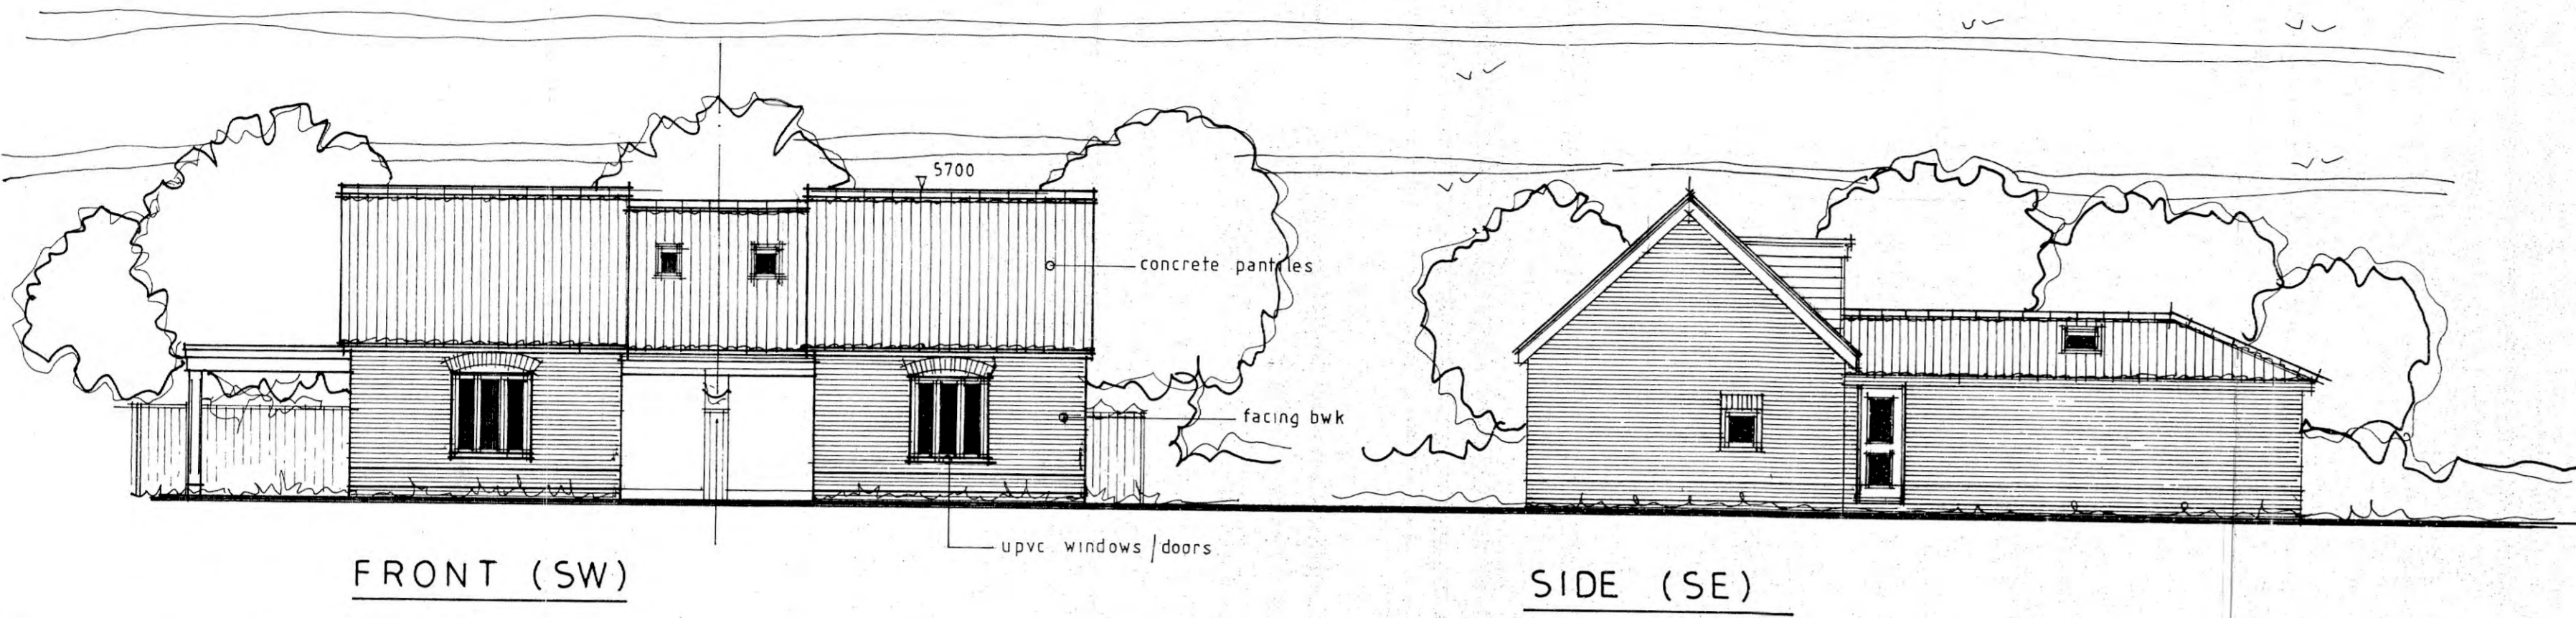 5700
concrete pantiles
facing bwk
upvc windows/doors
FRONT (SW)
SIDE (SE)